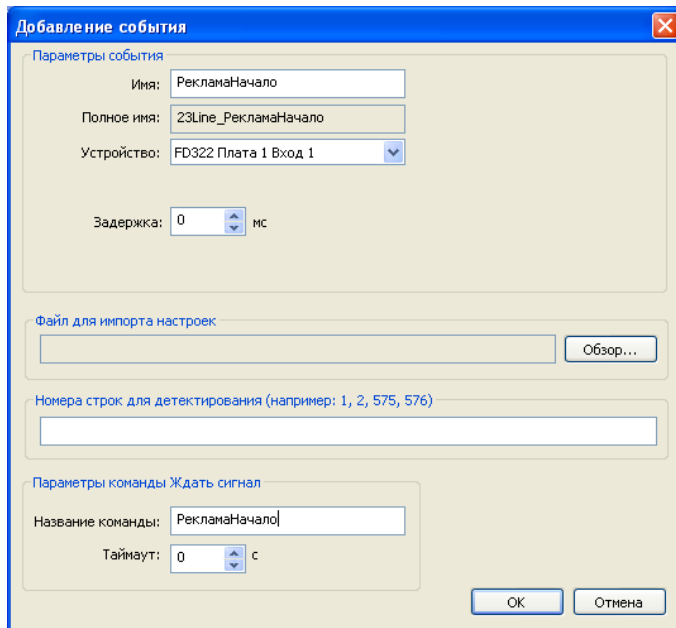 Добавление события
Параметры события
Имя: РекламаНачало
Полное имя: 23Line_РекламаНачало
Устройство: FD322 Плата 1 Вход 1
Задержка: 0 мс
Файл для импорта настроек
Обзор...
Номера строк для детектирования (например: 1, 2, 575, 576)
Параметры команды Ждать сигнал
Название команды: РекламаНачало
Таймаут: 0 с
ОК Отмена